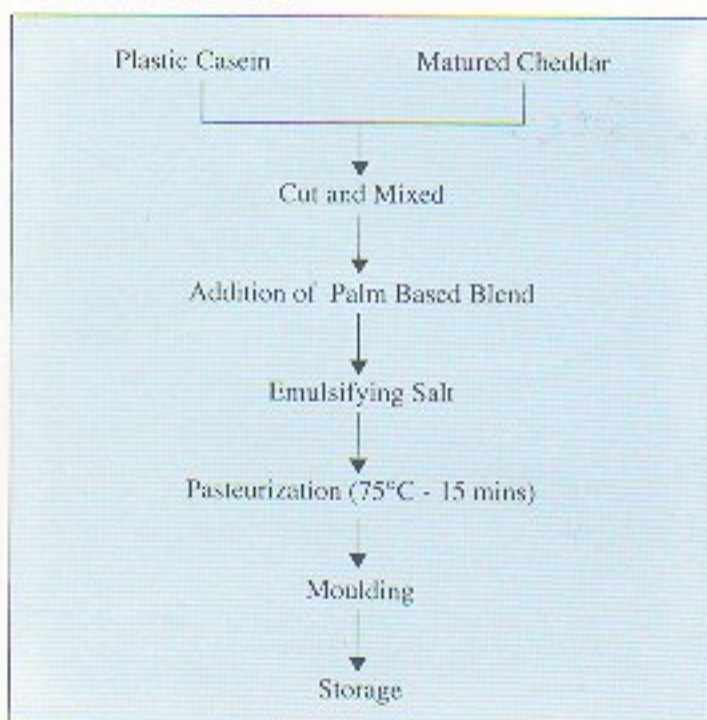 Plastic Casein Matured Cheddar
Cut and Mixed
Addition of Palm Based Blend
Emulsifying Salt
Pasteurization (75°C - 15 mins)
Moulding
Storage